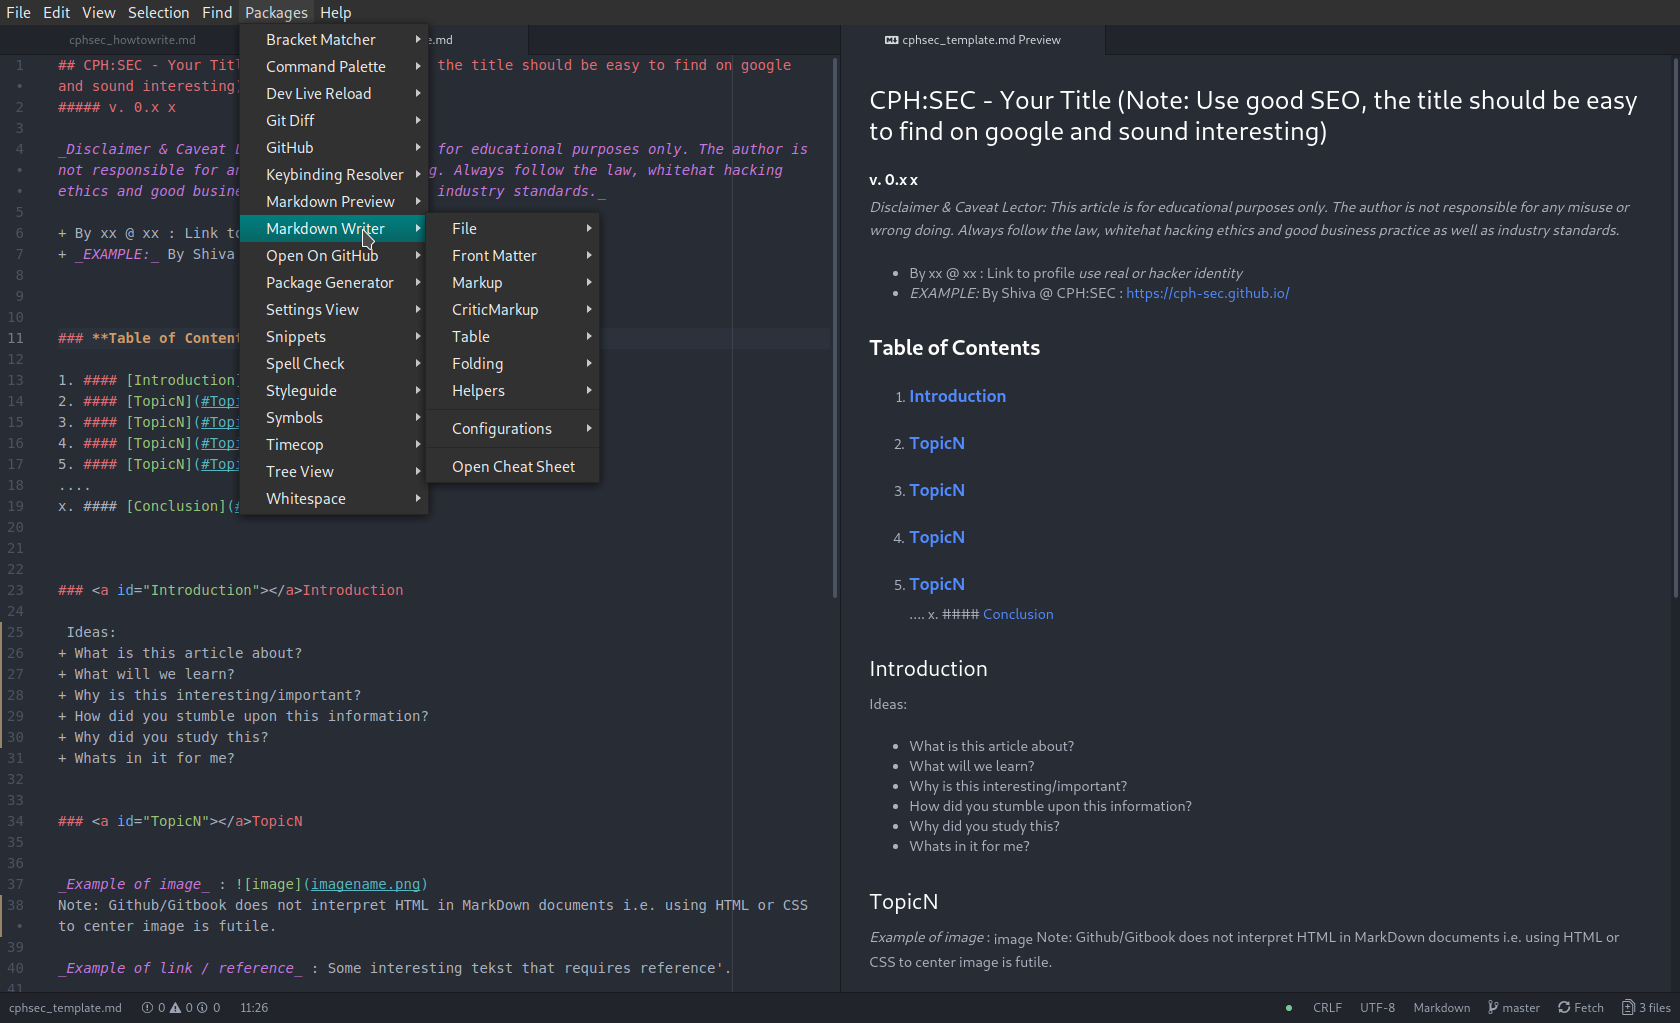 File Edit View Selection Find Packages Help
cphsec_howtowrite.md
e.md
cphsec_template.md Preview
1 ## CPH:SEC - Your Titl the title should be easy to find on google
• and sound interesting)
2 ##### v. 0.x x
3
4 _Disclaimer & Caveat L for educational purposes only. The author is
• not responsible for an g. Always follow the law, whitehat hacking
• ethics and good busine industry standards._
5
6 + By xx @ xx : Link to
7 + _EXAMPLE:_ By Shiva
8
9
10
11 ### **Table of Content
12
13 1. #### [Introduction]
14 2. #### [TopicN](#Topi
15 3. #### [TopicN](#Topi
16 4. #### [TopicN](#Topi
17 5. #### [TopicN](#Topi
18 ....
19 x. #### [Conclusion](#
20
21
22
23 ### <a id="Introduction"></a>Introduction
24
25 Ideas:
26 + What is this article about?
27 + What will we learn?
28 + Why is this interesting/important?
29 + How did you stumble upon this information?
30 + Why did you study this?
31 + Whats in it for me?
32
33
34 ### <a id="TopicN"></a>TopicN
35
36
37 _Example of image_ : ![image](imagename.png)
38 Note: Github/Gitbook does not interpret HTML in MarkDown documents i.e. using HTML or CSS
• to center image is futile.
39
40 _Example of link / reference_ : Some interesting tekst that requires reference'.
41
Bracket Matcher
Command Palette
Dev Live Reload
Git Diff
GitHub
Keybinding Resolver
Markdown Preview
Markdown Writer
Open On GitHub
Package Generator
Settings View
Snippets
Spell Check
Styleguide
Symbols
Timecop
Tree View
Whitespace
File
Front Matter
Markup
CriticMarkup
Table
Folding
Helpers
Configurations
Open Cheat Sheet
CPH:SEC - Your Title (Note: Use good SEO, the title should be easy
to find on google and sound interesting)
v. 0.x x
Disclaimer & Caveat Lector: This article is for educational purposes only. The author is not responsible for any misuse or
wrong doing. Always follow the law, whitehat hacking ethics and good business practice as well as industry standards.
• By xx @ xx : Link to profile use real or hacker identity
• EXAMPLE: By Shiva @ CPH:SEC : https://cph-sec.github.io/
Table of Contents
1. Introduction
2. TopicN
3. TopicN
4. TopicN
5. TopicN
.... x. #### Conclusion
Introduction
Ideas:
• What is this article about?
• What will we learn?
• Why is this interesting/important?
• How did you stumble upon this information?
• Why did you study this?
• Whats in it for me?
TopicN
Example of image : image Note: Github/Gitbook does not interpret HTML in MarkDown documents i.e. using HTML or
CSS to center image is futile.
cphsec_template.md 0 0 0 11:26 CRLF UTF-8 Markdown master Fetch 3 files